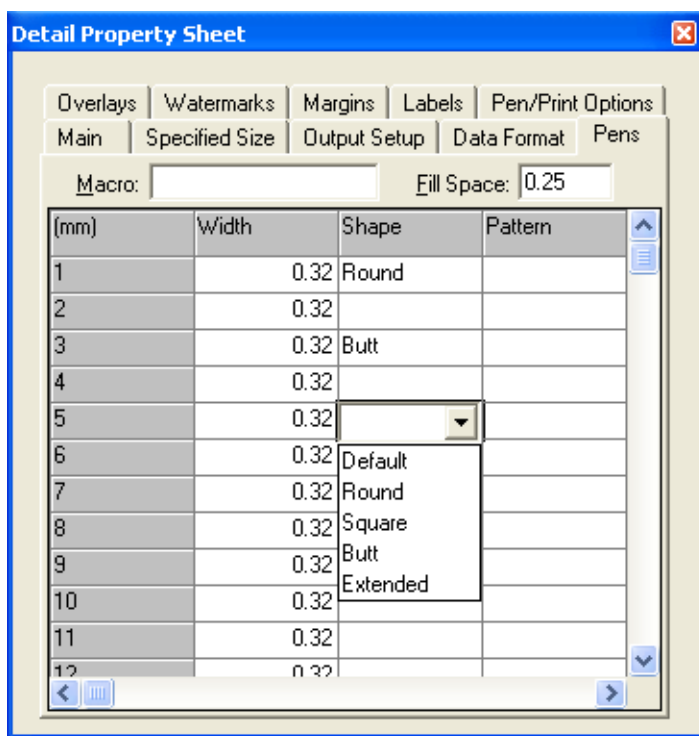 Detail Property Sheet
Overlays Watermarks Margins Labels Pen/Print Options
Main Specified Size Output Setup Data Format Pens
Macro: Fill Space: 0.25
(mm) Width Shape Pattern
1 0.32 Round
2 0.32
3 0.32 Butt
4 0.32
5 0.32
6 0.32 Default
7 0.32 Round
8 0.32 Square
9 0.32 Butt
10 0.32 Extended
11 0.32
12 0.32